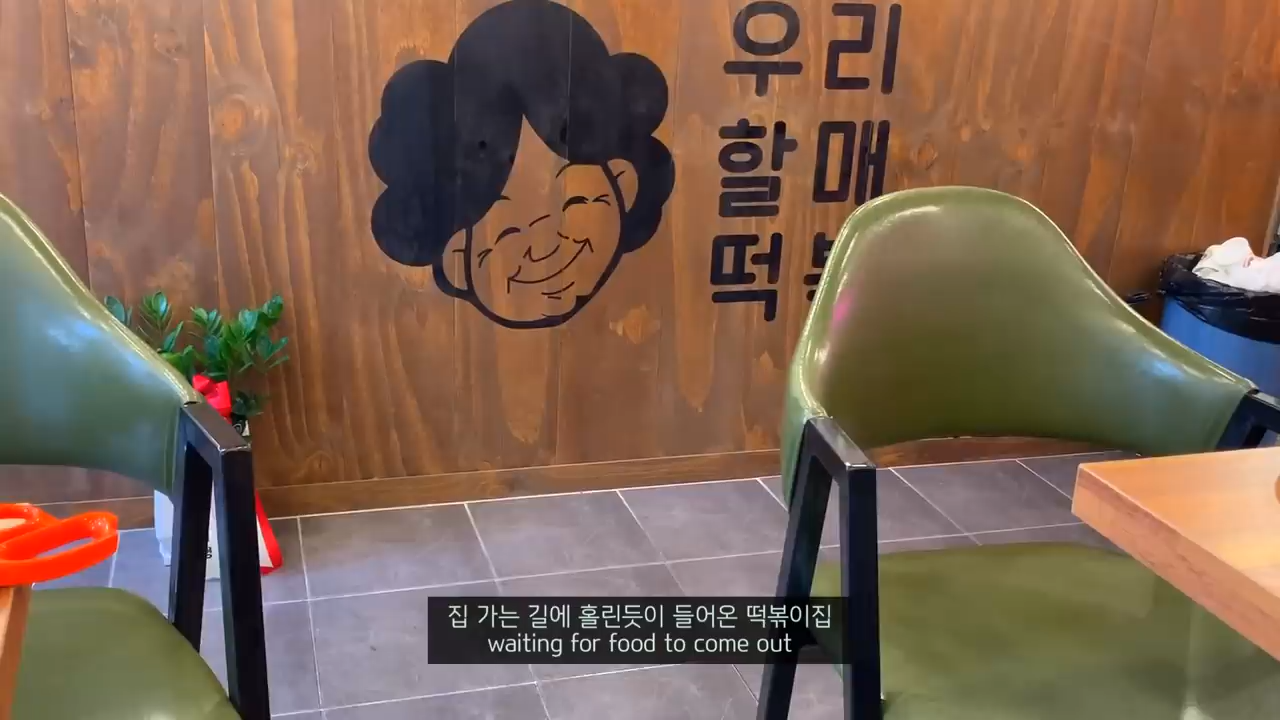 우리
할매
떡
집 가는 길에 홀린듯이 들어온 떡볶이집
waiting for food to come out